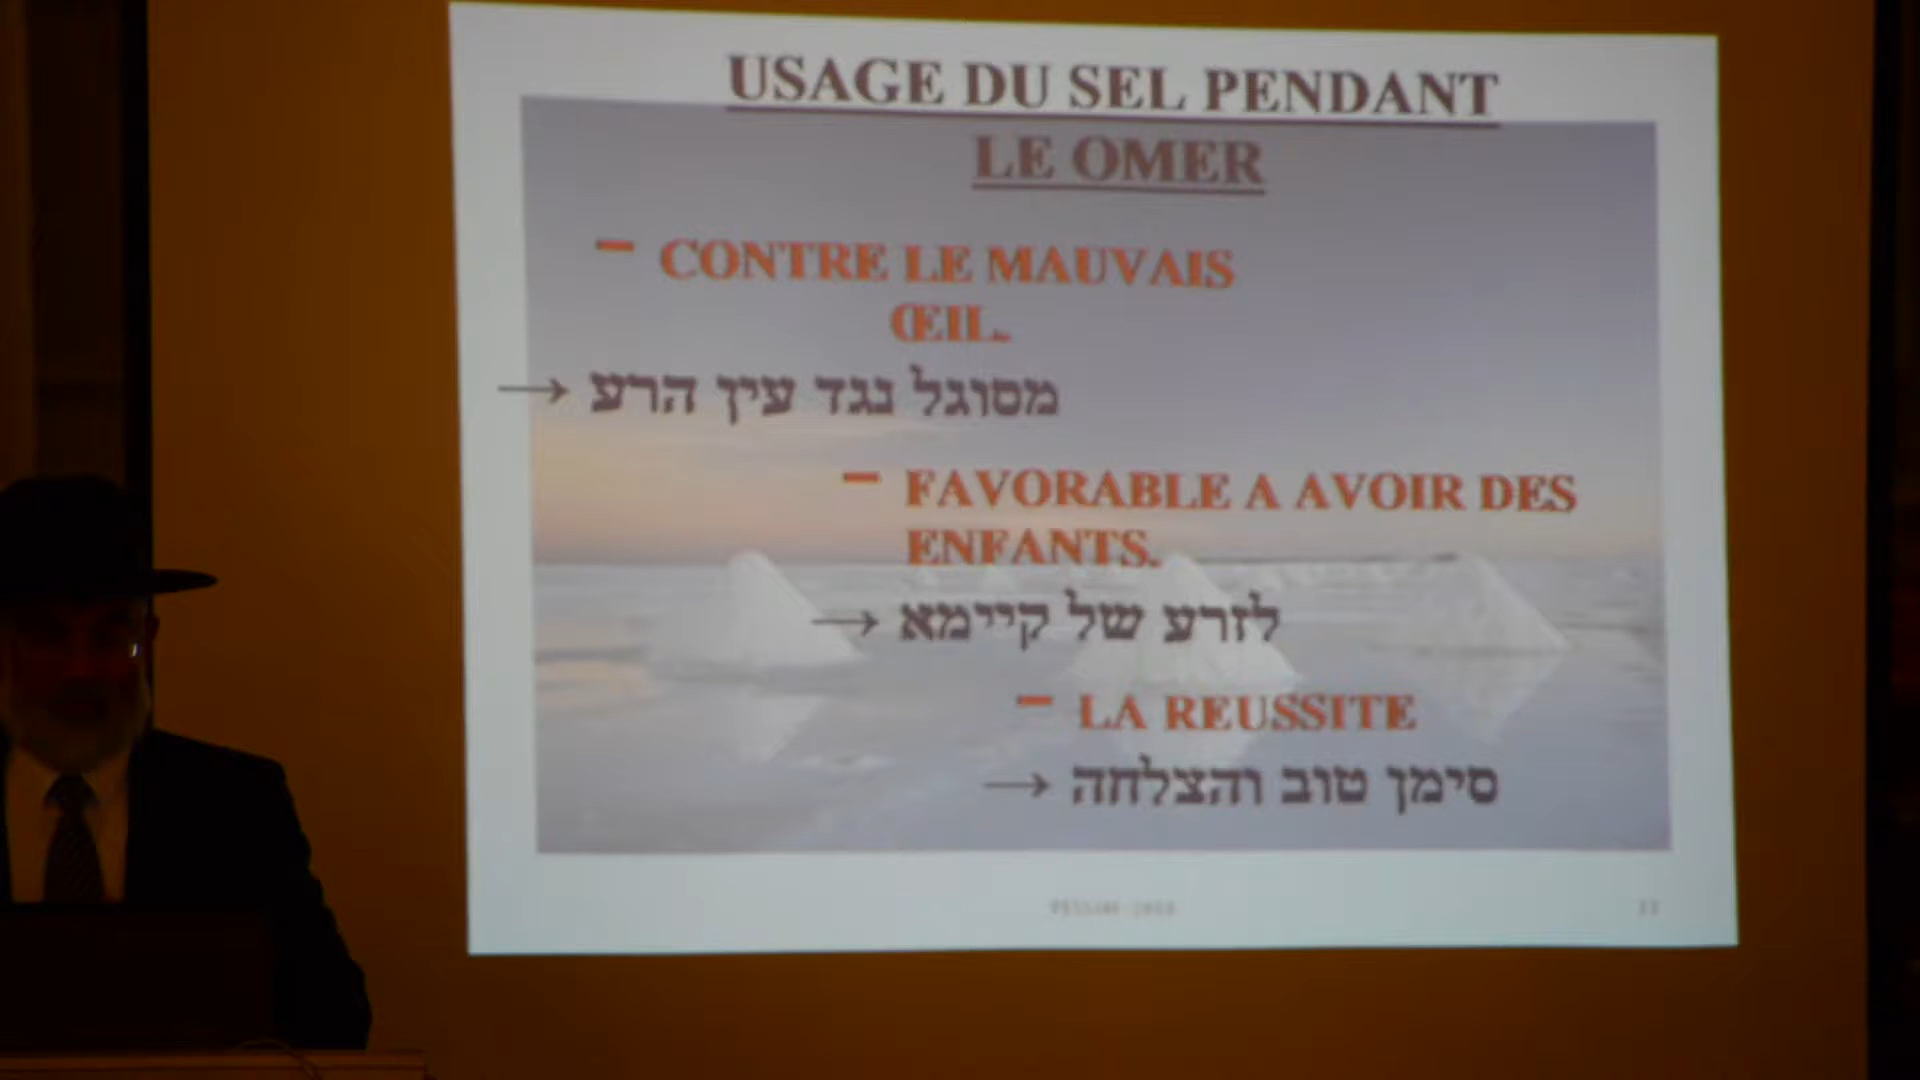 USAGE DU SEL PENDANT
LE OMER
- CONTRE LE MAUVAIS
ŒIL.
→ מסוגל נגד עין הרע
- FAVORABLE A AVOIR DES
ENFANTS.
→ לזרע של קיימא
- LA REUSSITE
→ סימן טוב והצלחה